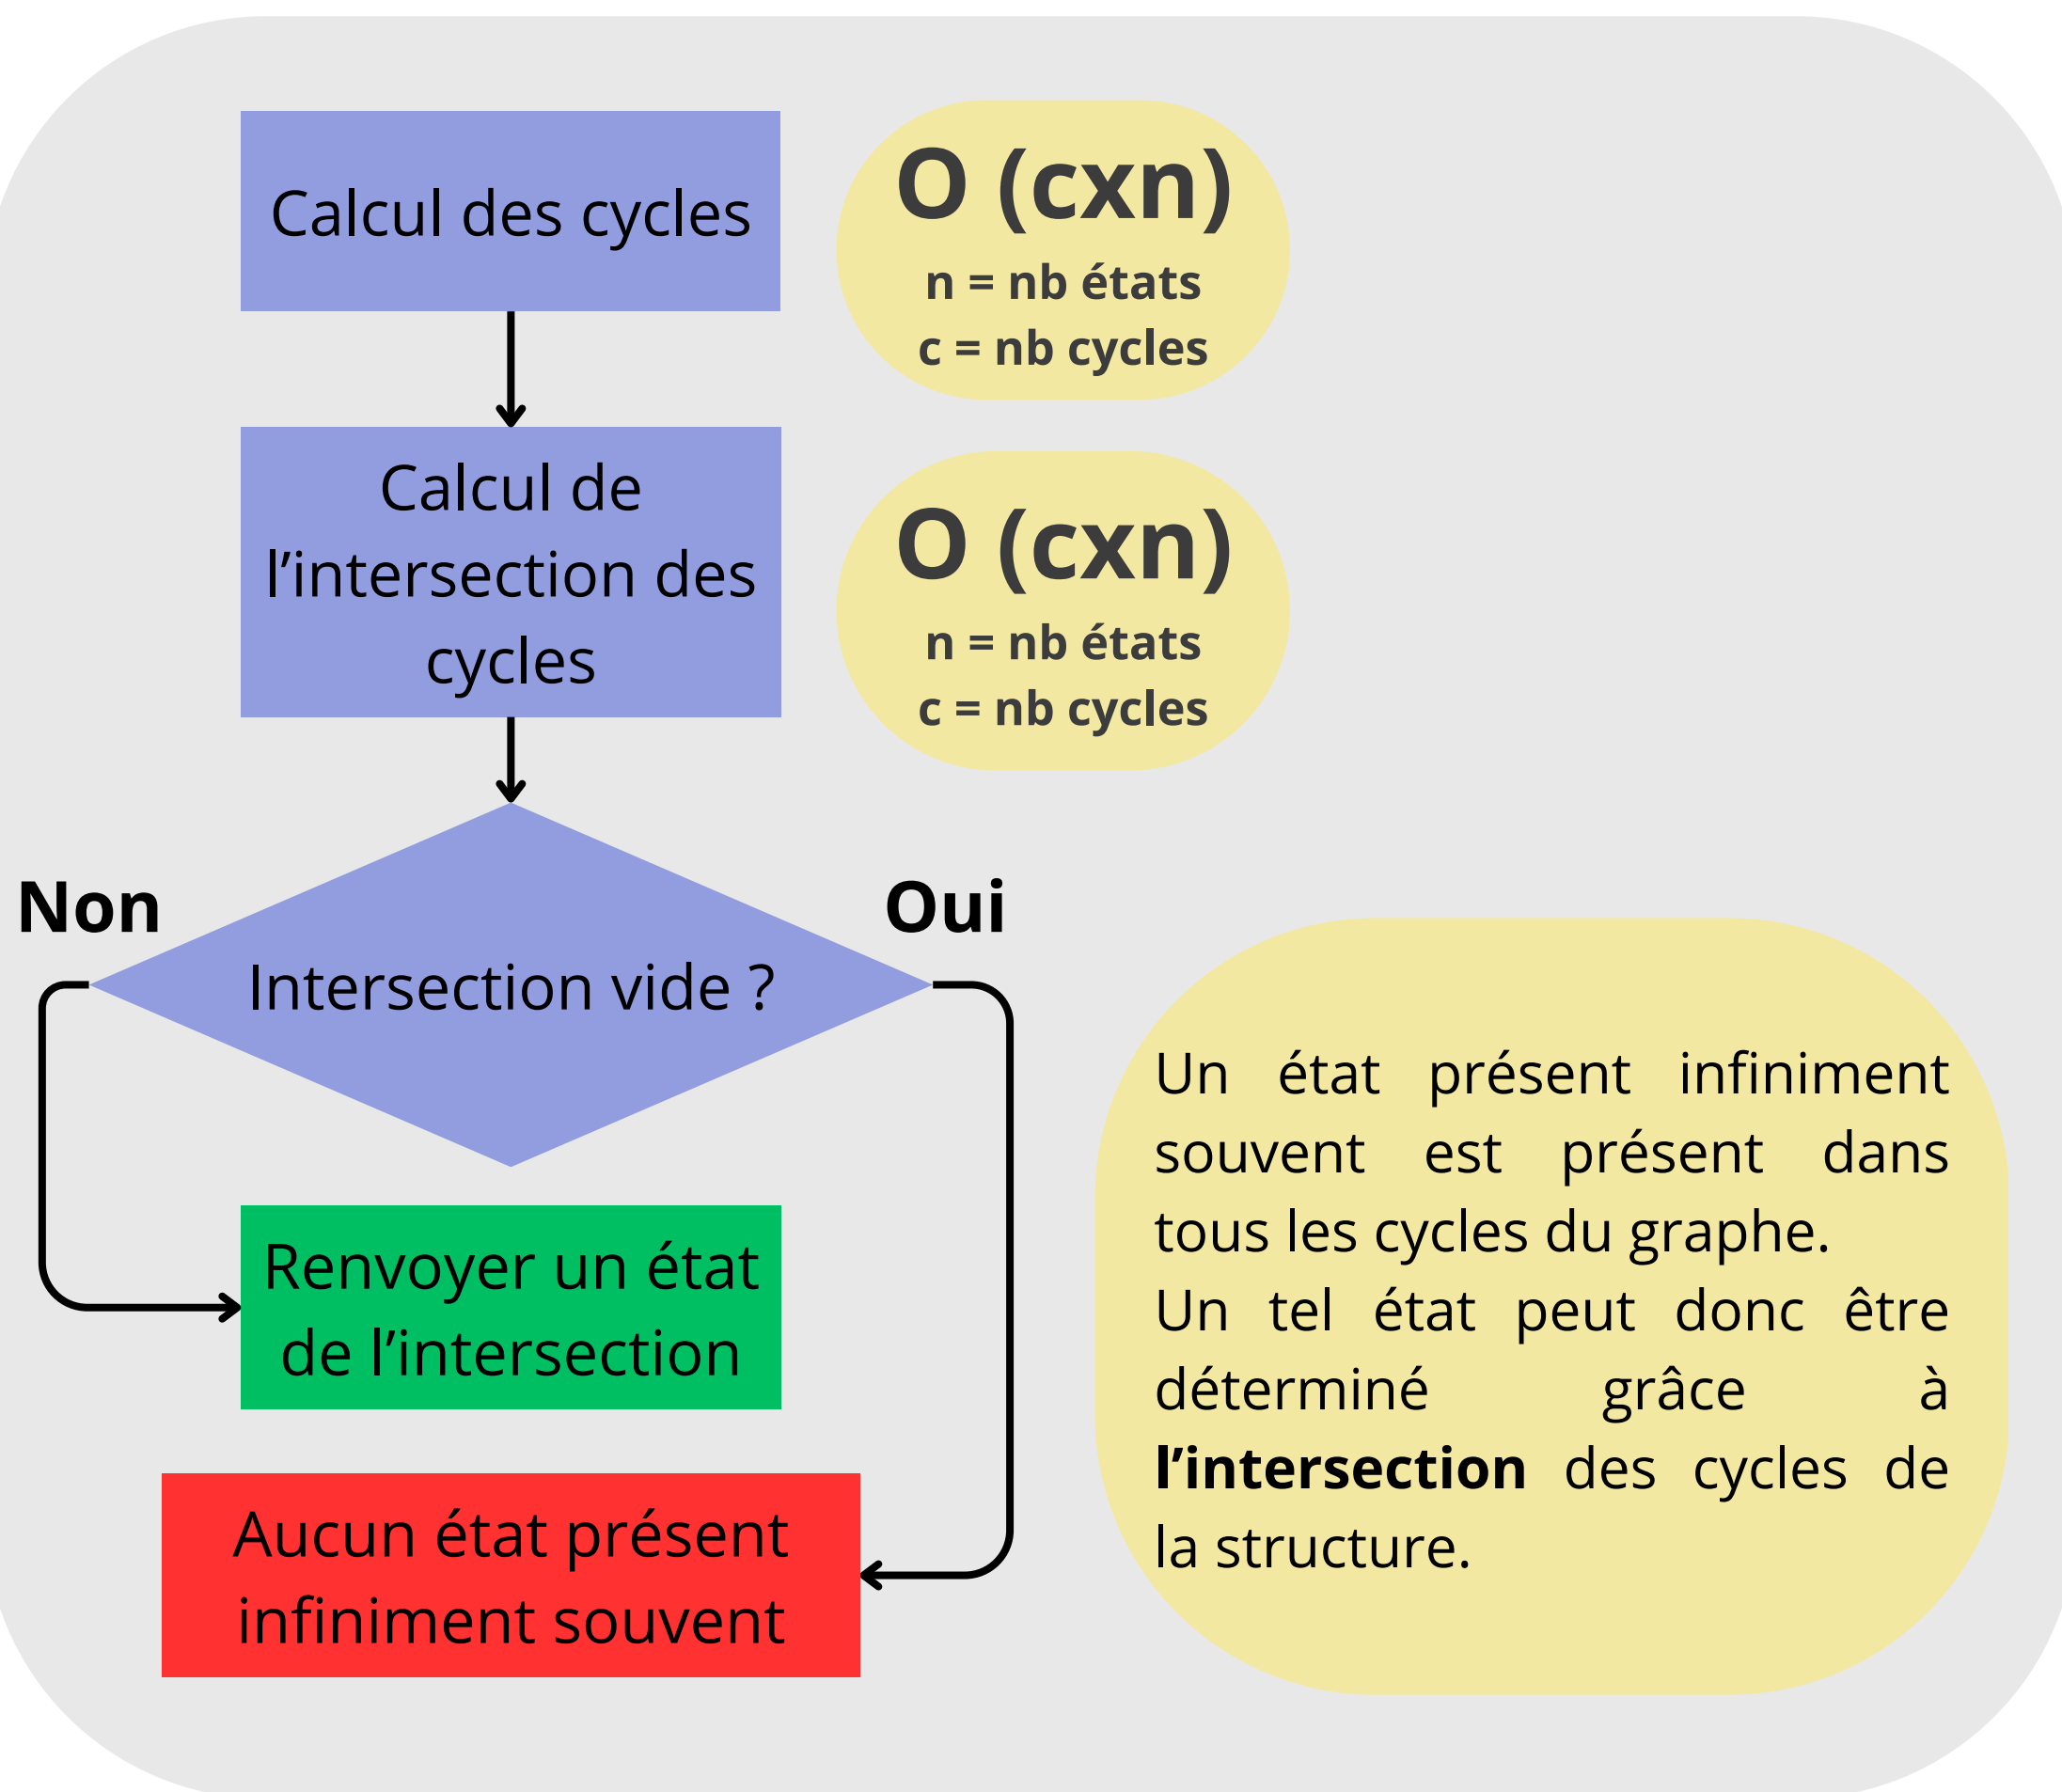 Calcul des cycles
O (cxn)
n = nb états
c = nb cycles
Calcul de
l’intersection des
cycles
O (cxn)
n = nb états
c = nb cycles
Non
Oui
Intersection vide ?
Renvoyer un état
de l’intersection
Aucun état présent
infiniment souvent
Un état présent infiniment
souvent est présent dans
tous les cycles du graphe.
Un tel état peut donc être
déterminé grâce à
l’intersection des cycles de
la structure.